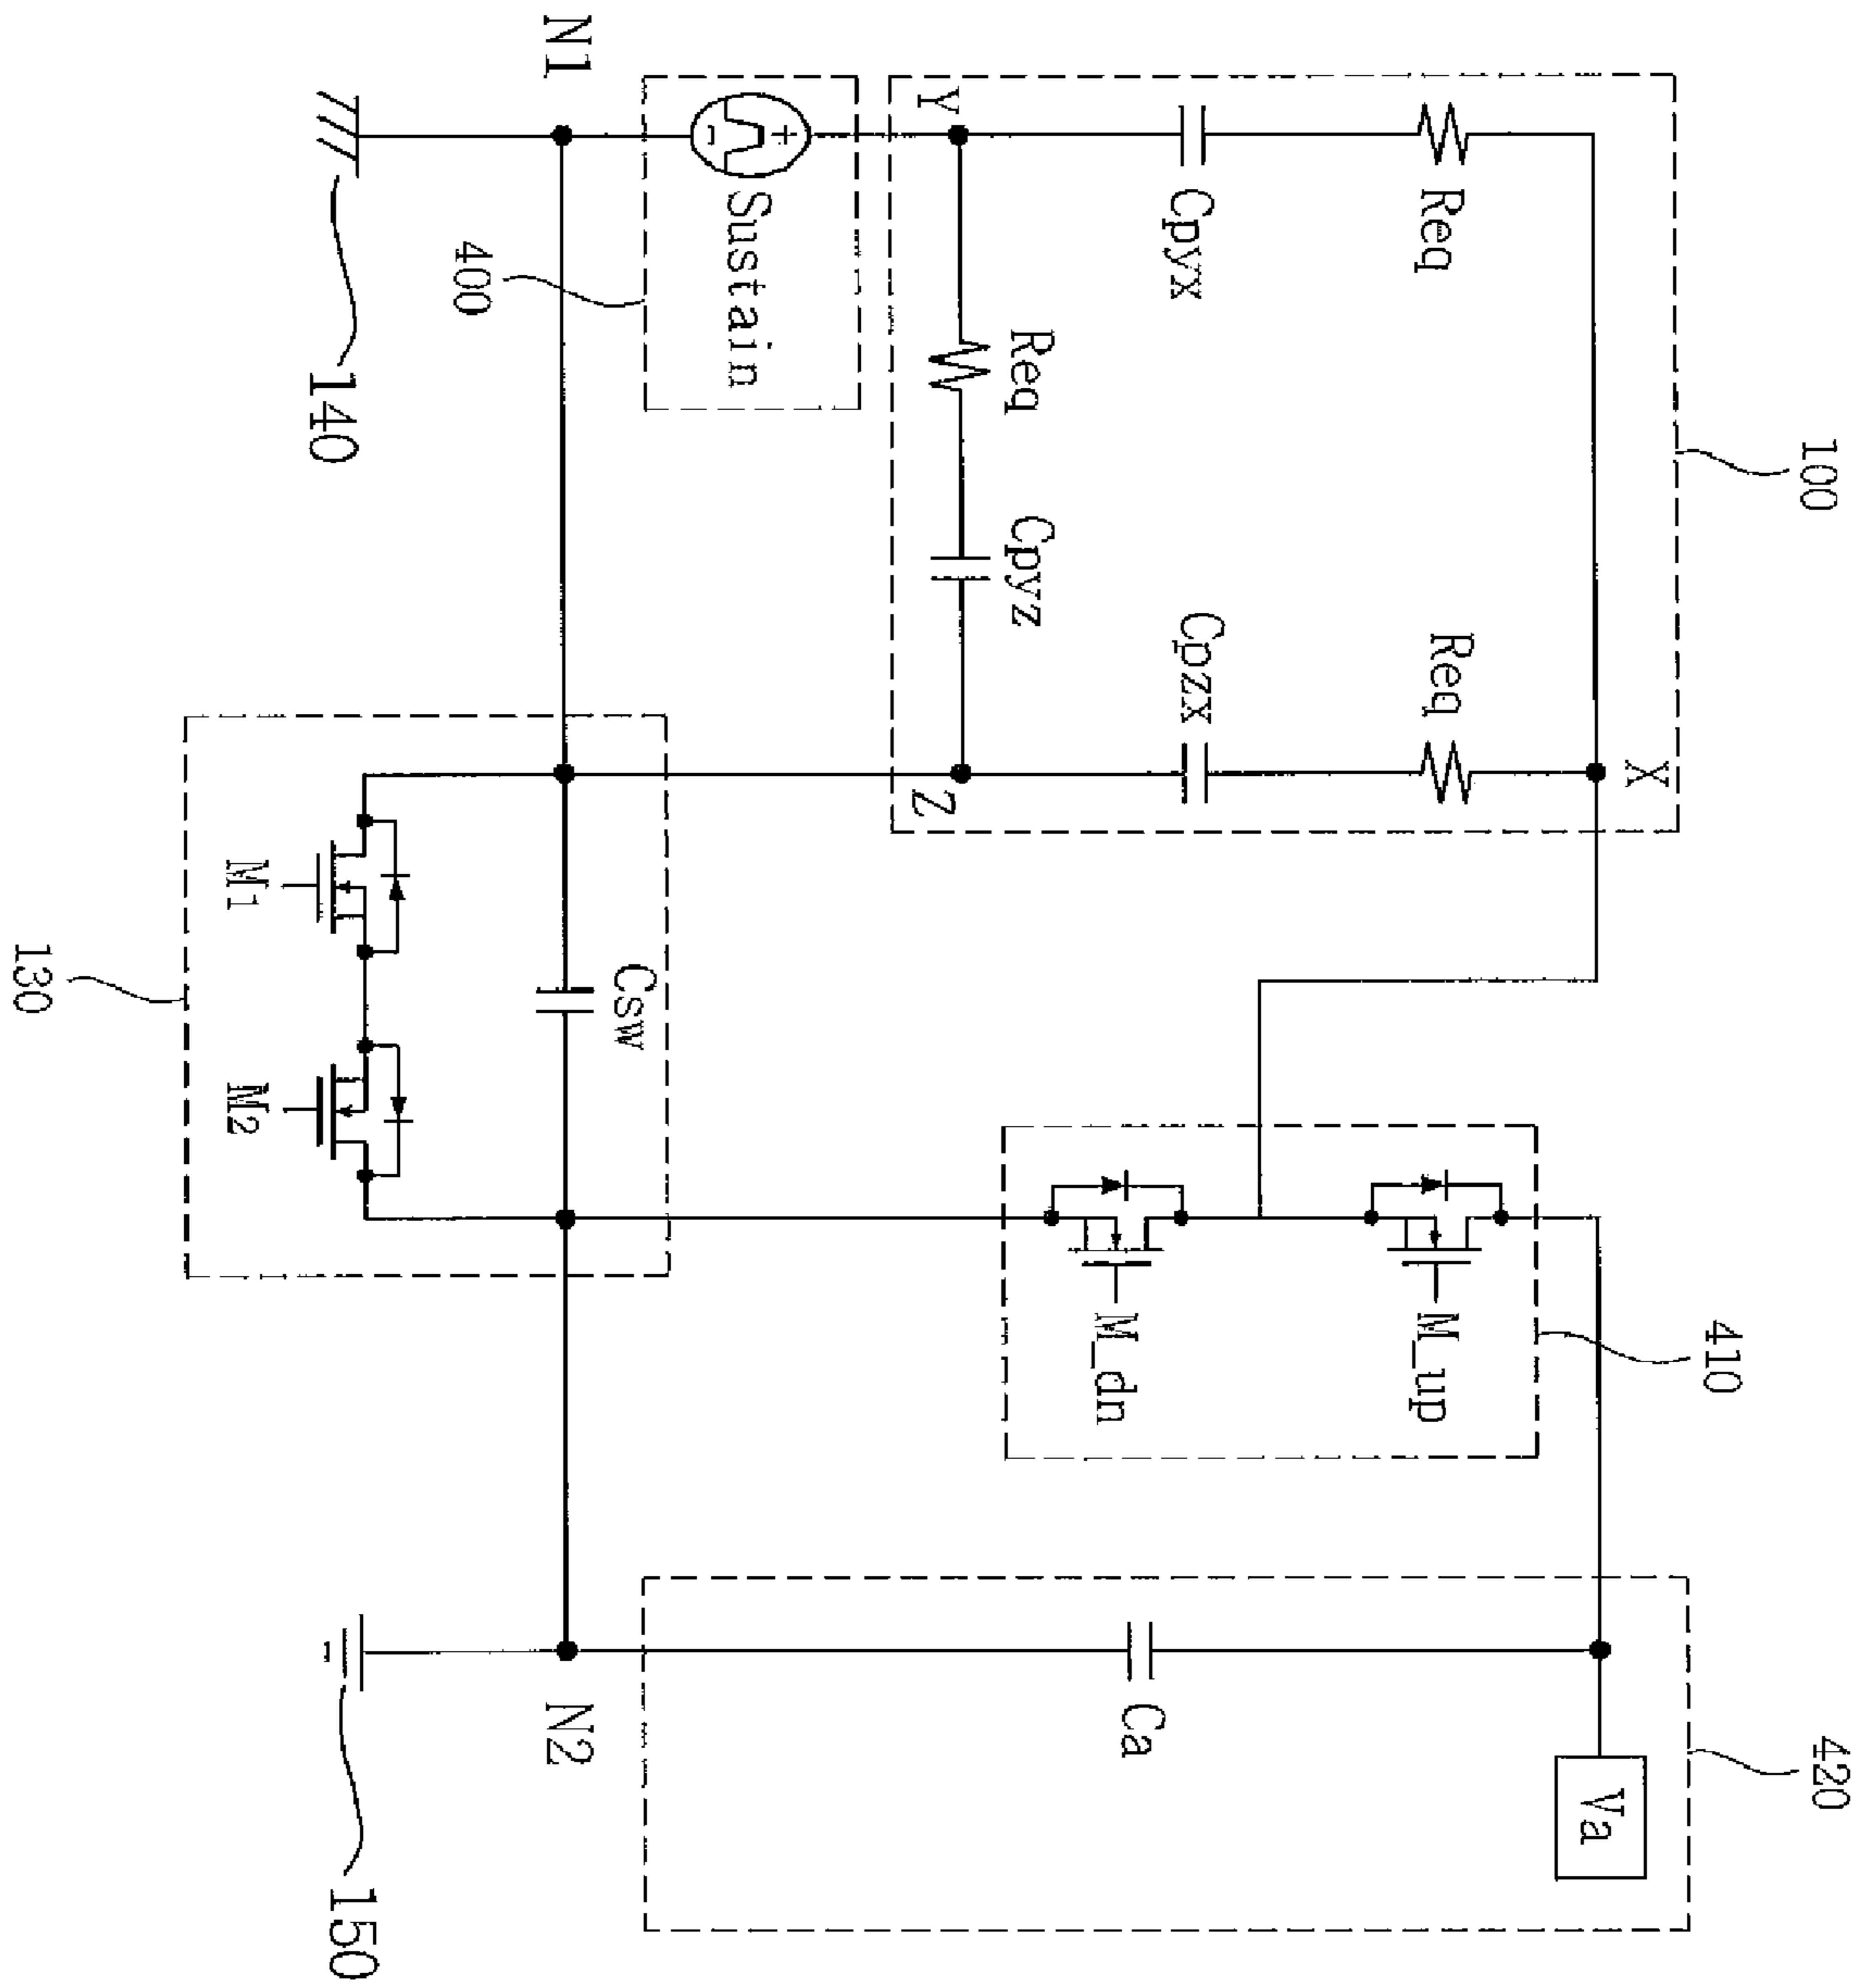 100
X
Req
Req
Cpyx
Cpzx
Req
Cpyz
Y
Z
Sustain
400
N1
140
410
M_up
M_dn
420
Va
Ca
Csw
M1
M2
130
N2
150